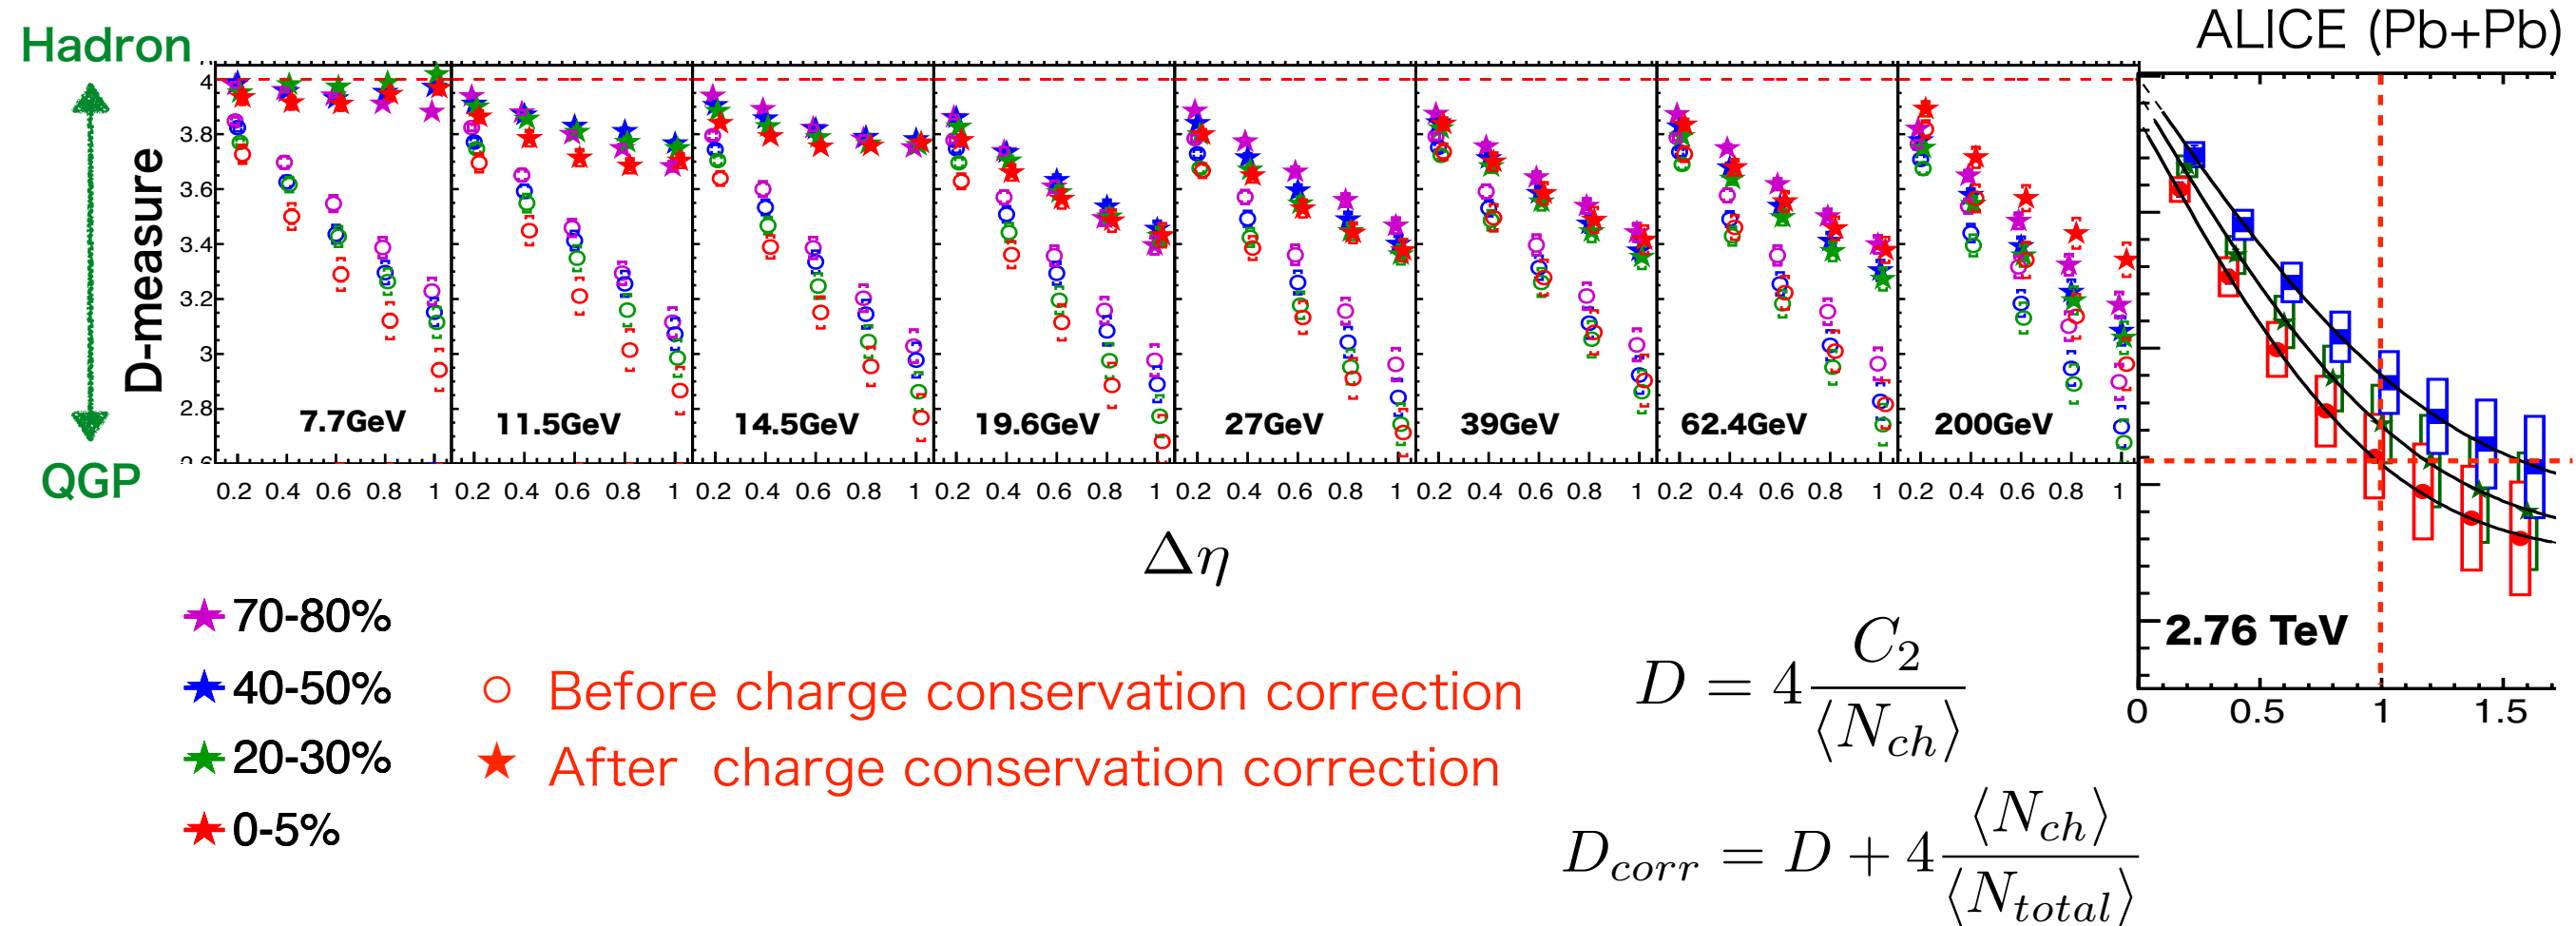 ALICE (Pb+Pb)
Hadron
QGP
D-measure
4
3.8
3.6
3.4
3.2
3
2.8
2.6
7.7GeV 11.5GeV 14.5GeV 19.6GeV 27GeV 39GeV 62.4GeV 200GeV
0.2 0.4 0.6 0.8 1 0.2 0.4 0.6 0.8 1 0.2 0.4 0.6 0.8 1 0.2 0.4 0.6 0.8 1 0.2 0.4 0.6 0.8 1 0.2 0.4 0.6 0.8 1 0.2 0.4 0.6 0.8 1 0.2 0.4 0.6 0.8 1
Δη
2.76 TeV
0 0.5 1 1.5
70-80%
40-50%
20-30%
0-5%
Before charge conservation correction
After charge conservation correction
D = 4 C₂ / ⟨N_ch⟩
D_corr = D + 4 ⟨N_ch⟩ / ⟨N_total⟩